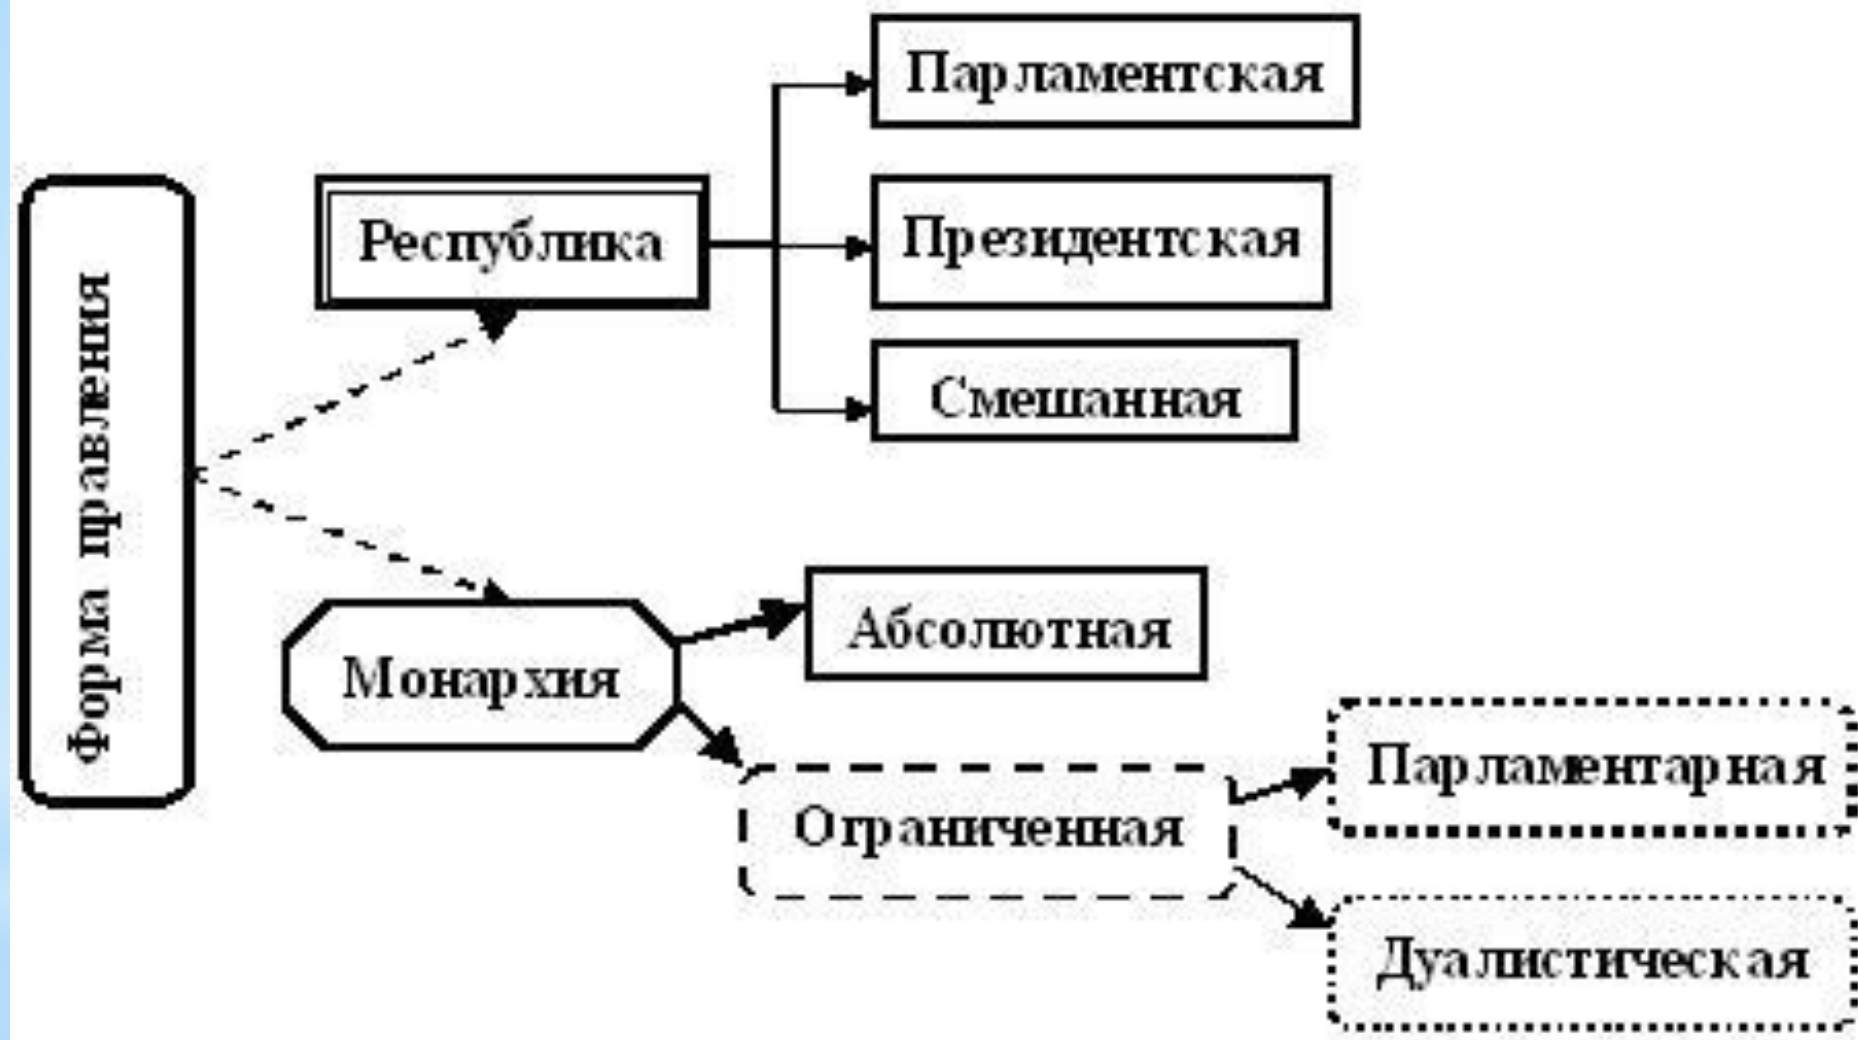 Форма правления
Республика
Парламентская
Президентская
Смешанная
Монархия
Абсолютная
Ограниченная
Парламентарная
Дуалистическая